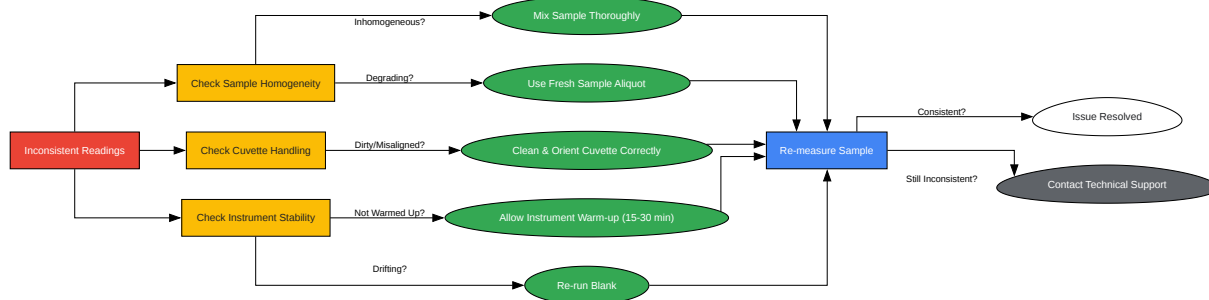 Inhomogeneous?
Mix Sample Thoroughly
Check Sample Homogeneity
Degrading?
Use Fresh Sample Aliquot
Consistent?
Issue Resolved
Inconsistent Readings
Check Cuvette Handling
Dirty/Misaligned?
Clean & Orient Cuvette Correctly
Re-measure Sample
Still Inconsistent?
Contact Technical Support
Check Instrument Stability
Not Warmed Up?
Allow Instrument Warm-up (15-30 min)
Drifting?
Re-run Blank